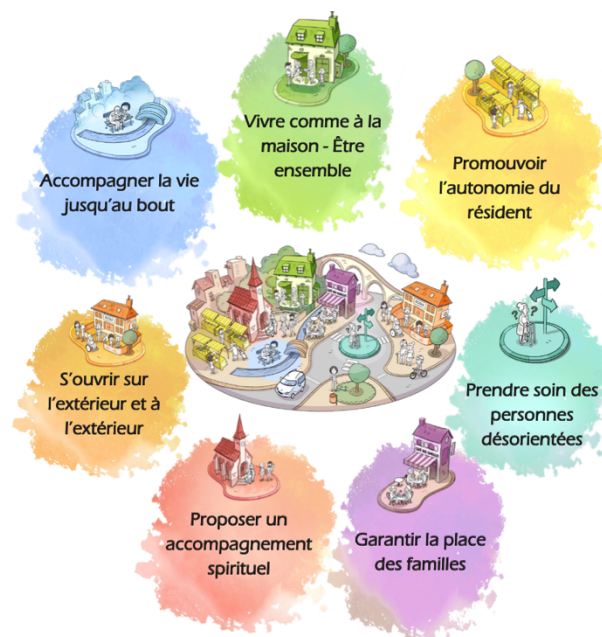 Vivre comme à la
maison - Être
ensemble
Promouvoir
l'autonomie du
résident
Accompagner la vie
jusqu'au bout
Prendre soin des
personnes
désorientées
S'ouvrir sur
l'extérieur et à
l'extérieur
Proposer un
accompagnement
spirituel
Garantir la place
des familles